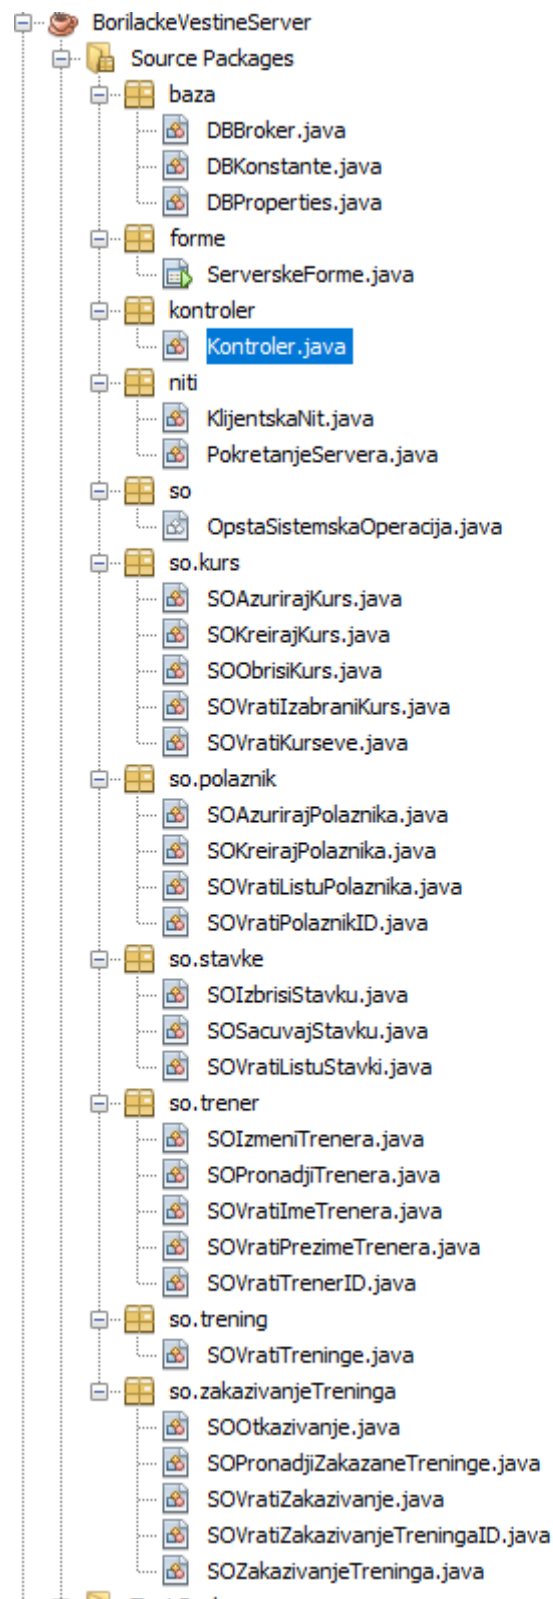 BorilackeVestineServer
Source Packages
baza
DBBroker.java
DBKonstante.java
DBProperties.java
forme
ServerskeForme.java
kontroler
Kontroler.java
niti
KlijentskaNit.java
PokretanjeServera.java
so
OpstaSistemskaOperacija.java
so.kurs
SOAzurirajKurs.java
SOKreirajKurs.java
SOObrisiKurs.java
SOVratiIzabraniKurs.java
SOVratiKurseve.java
so.polaznik
SOAzurirajPolaznika.java
SOKreirajPolaznika.java
SOVratiListuPolaznika.java
SOVratiPolaznikID.java
so.stavke
SOIzbrisiStavku.java
SOSacuvajStavku.java
SOVratiListuStavki.java
so.trener
SOIzmeniTrenera.java
SOPronadjiTrenera.java
SOVratiImeTrenera.java
SOVratiPrezimeTrenera.java
SOVratiTrenerID.java
so.trening
SOVratiTreninge.java
so.zakazivanjeTreninga
SOOtkazivanje.java
SOPronadjiZakazaneTreninge.java
SOVratiZakazivanje.java
SOVratiZakazivanjeTreningaID.java
SOZakazivanjeTreninga.java